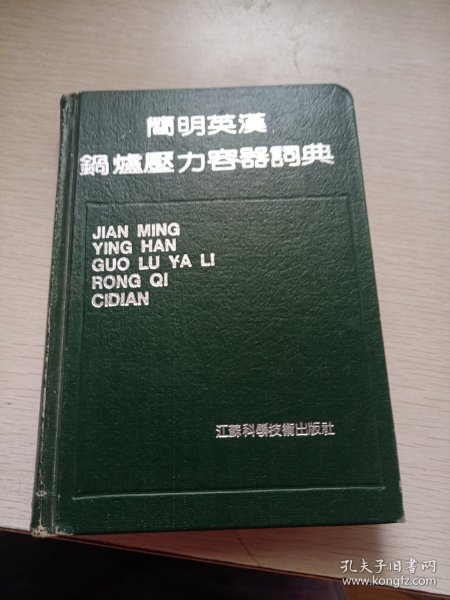 簡明英漢
鍋爐壓力容器詞典
JIAN MING
YING HAN
GUO LU YA LI
RONG QI
CIDIAN
江蘇科學技術出版社
孔夫子旧书网
www.kongfz.com